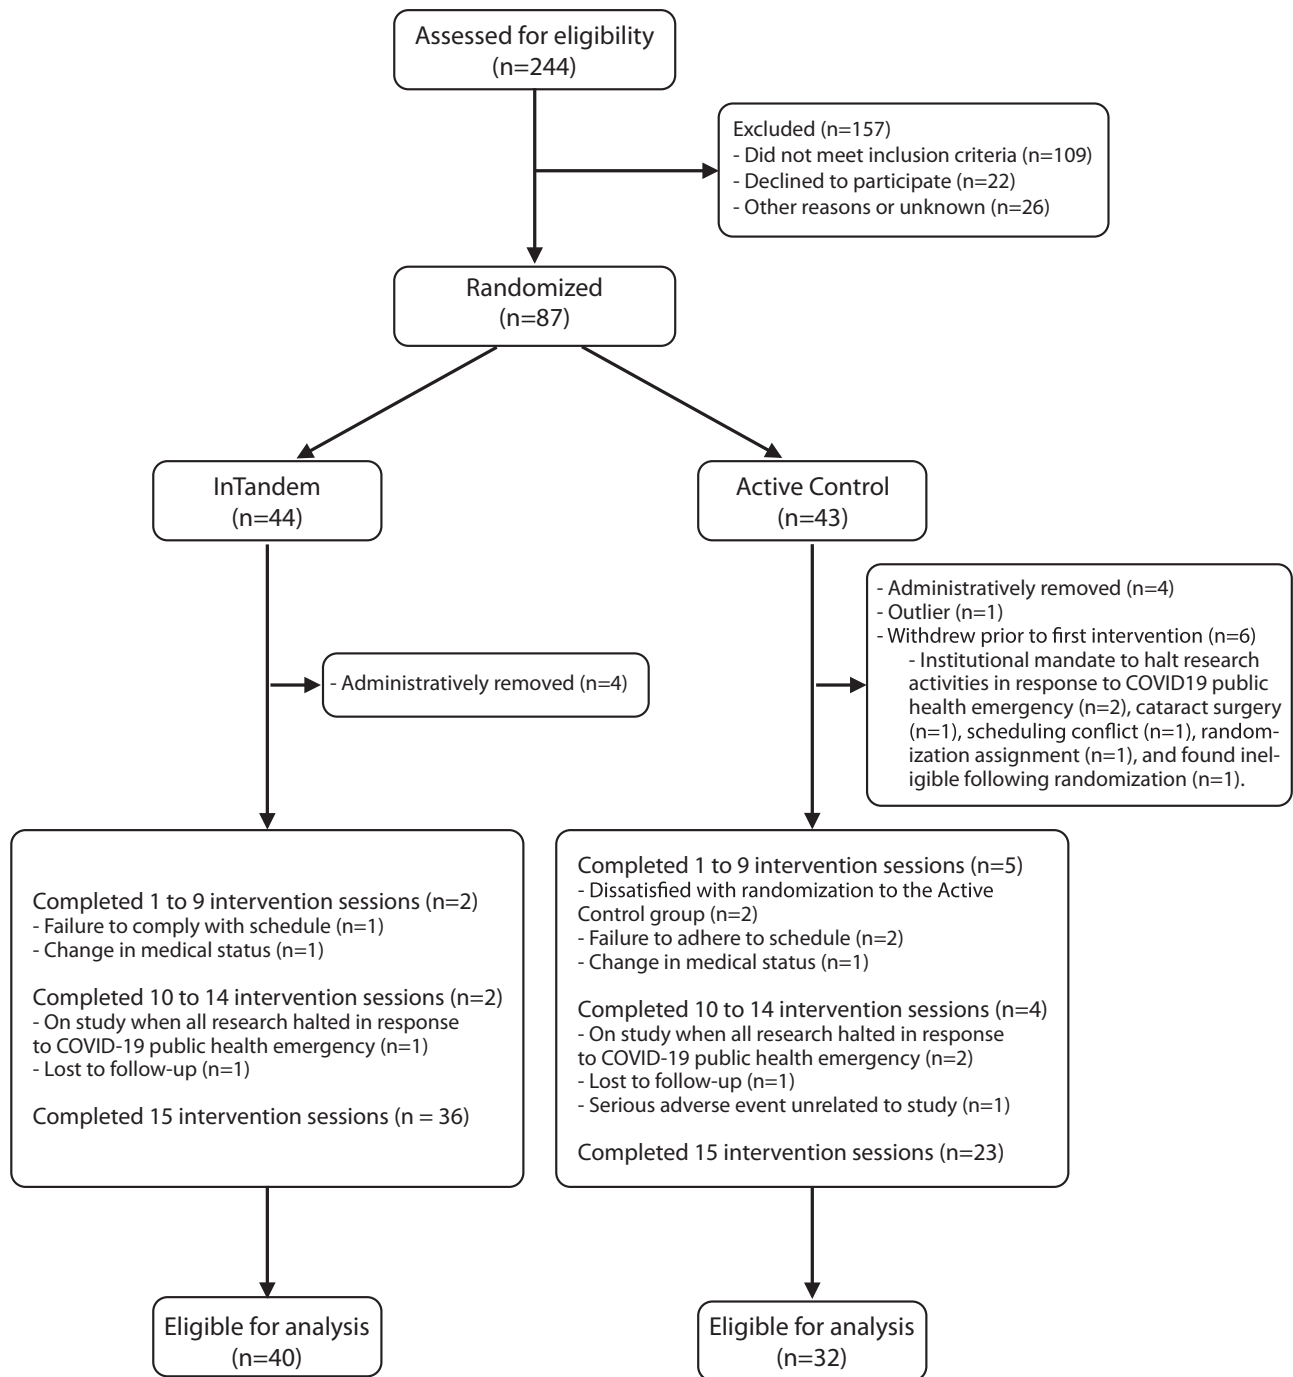 Assessed for eligibility
(n=244)
Excluded (n=157)
- Did not meet inclusion criteria (n=109)
- Declined to participate (n=22)
- Other reasons or unknown (n=26)
Randomized
(n=87)
InTandem
(n=44)
Active Control
(n=43)
- Administratively removed (n=4)
- Administratively removed (n=4)
- Outlier (n=1)
- Withdrew prior to first intervention (n=6)
- Institutional mandate to halt research
activities in response to COVID19 public
health emergency (n=2), cataract surgery
(n=1), scheduling conflict (n=1), random-
ization assignment (n=1), and found inel-
igible following randomization (n=1).
Completed 1 to 9 intervention sessions (n=2)
- Failure to comply with schedule (n=1)
- Change in medical status (n=1)
Completed 10 to 14 intervention sessions (n=2)
- On study when all research halted in response
to COVID-19 public health emergency (n=1)
- Lost to follow-up (n=1)
Completed 15 intervention sessions (n = 36)
Completed 1 to 9 intervention sessions (n=5)
- Dissatisfied with randomization to the Active
Control group (n=2)
- Failure to adhere to schedule (n=2)
- Change in medical status (n=1)
Completed 10 to 14 intervention sessions (n=4)
- On study when all research halted in response
to COVID-19 public health emergency (n=2)
- Lost to follow-up (n=1)
- Serious adverse event unrelated to study (n=1)
Completed 15 intervention sessions (n=23)
Eligible for analysis
(n=40)
Eligible for analysis
(n=32)